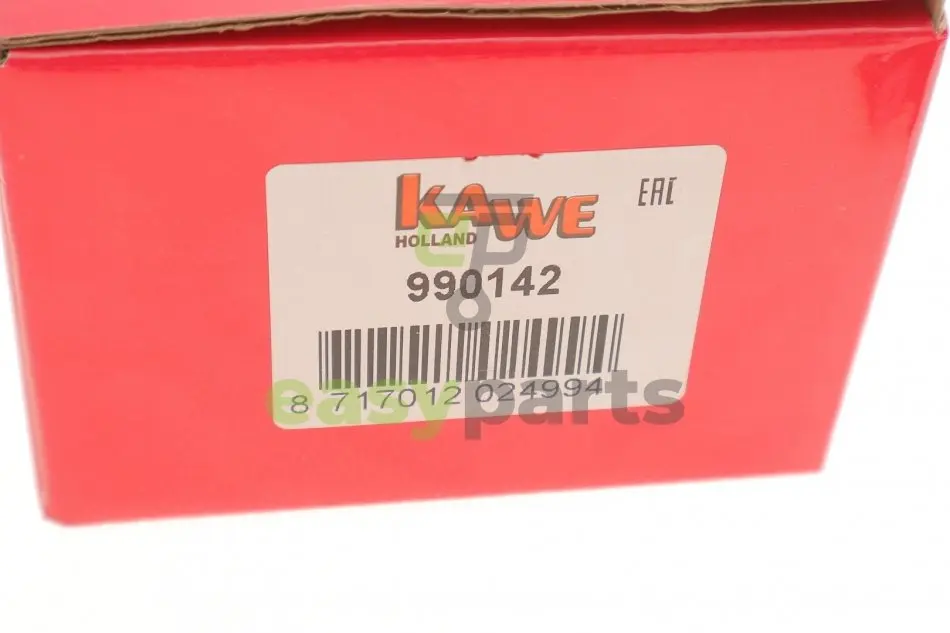 KAWE
EAC
HOLLAND
990142
8 717012 024994
easyparts